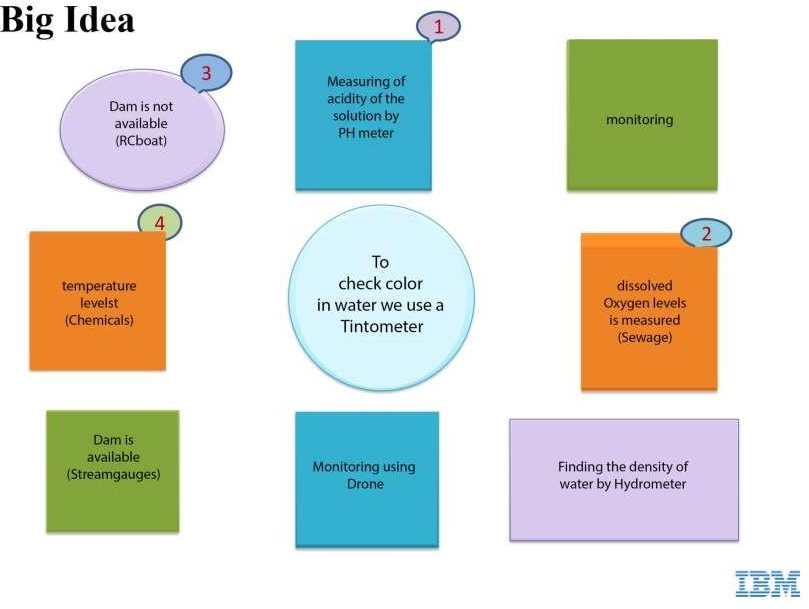 Big Idea
1
Measuring of
acidity of the
solution by
PH meter
3
Dam is not
available
(RCboat)
monitoring
4
temperature
levelst
(Chemicals)
To
check color
in water we use a
Tintometer
2
dissolved
Oxygen levels
is measured
(Sewage)
Dam is
available
(Streamgauges)
Monitoring using
Drone
Finding the density of
water by Hydrometer
IBM